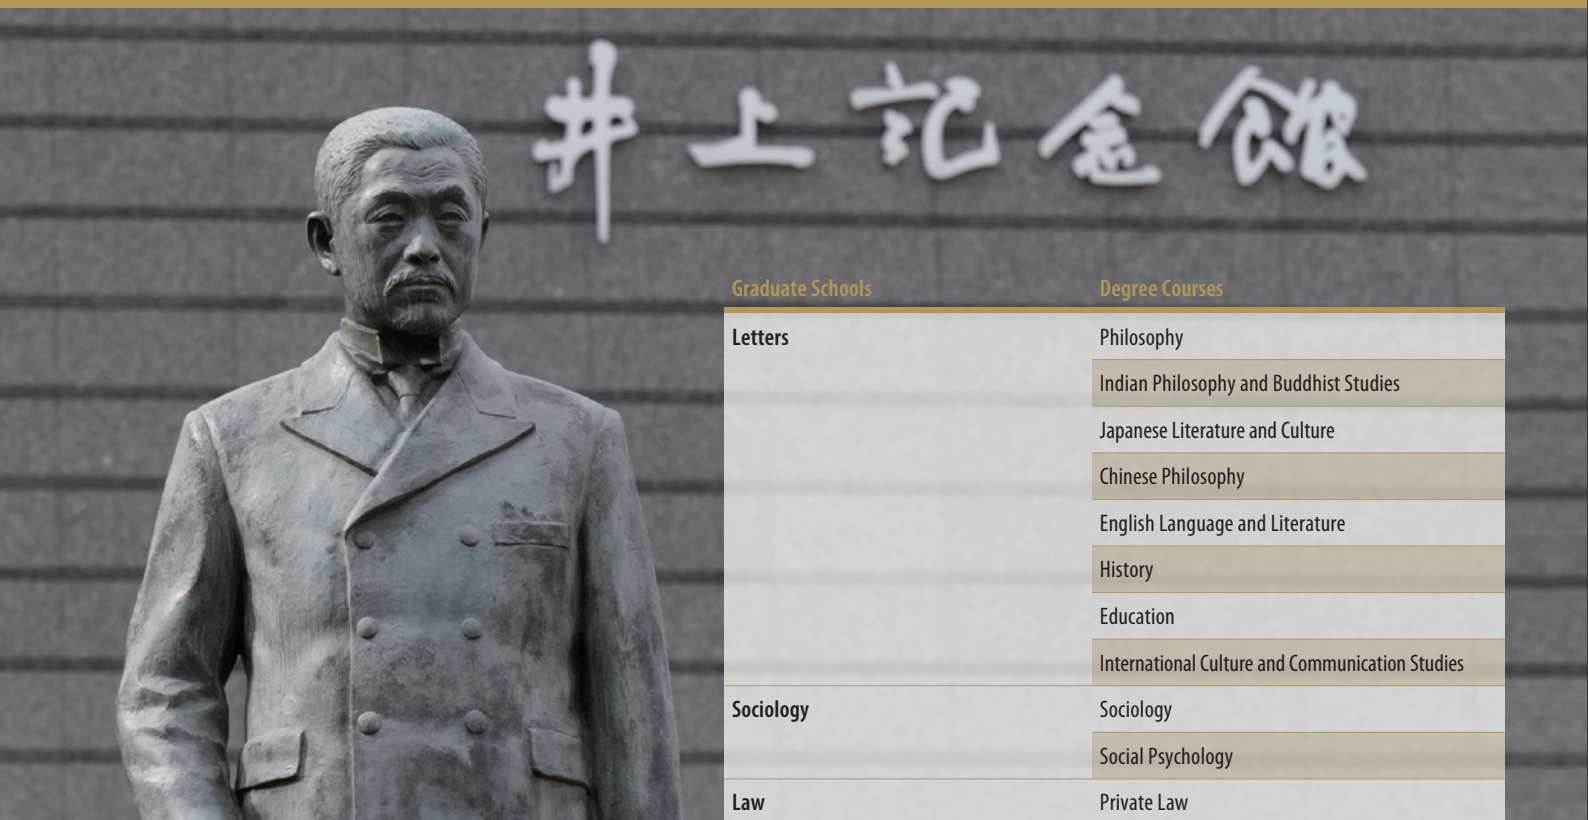 井上記念館
Graduate Schools Degree Courses
Letters Philosophy
Indian Philosophy and Buddhist Studies
Japanese Literature and Culture
Chinese Philosophy
English Language and Literature
History
Education
International Culture and Communication Studies
Sociology Sociology
Social Psychology
Law Private Law